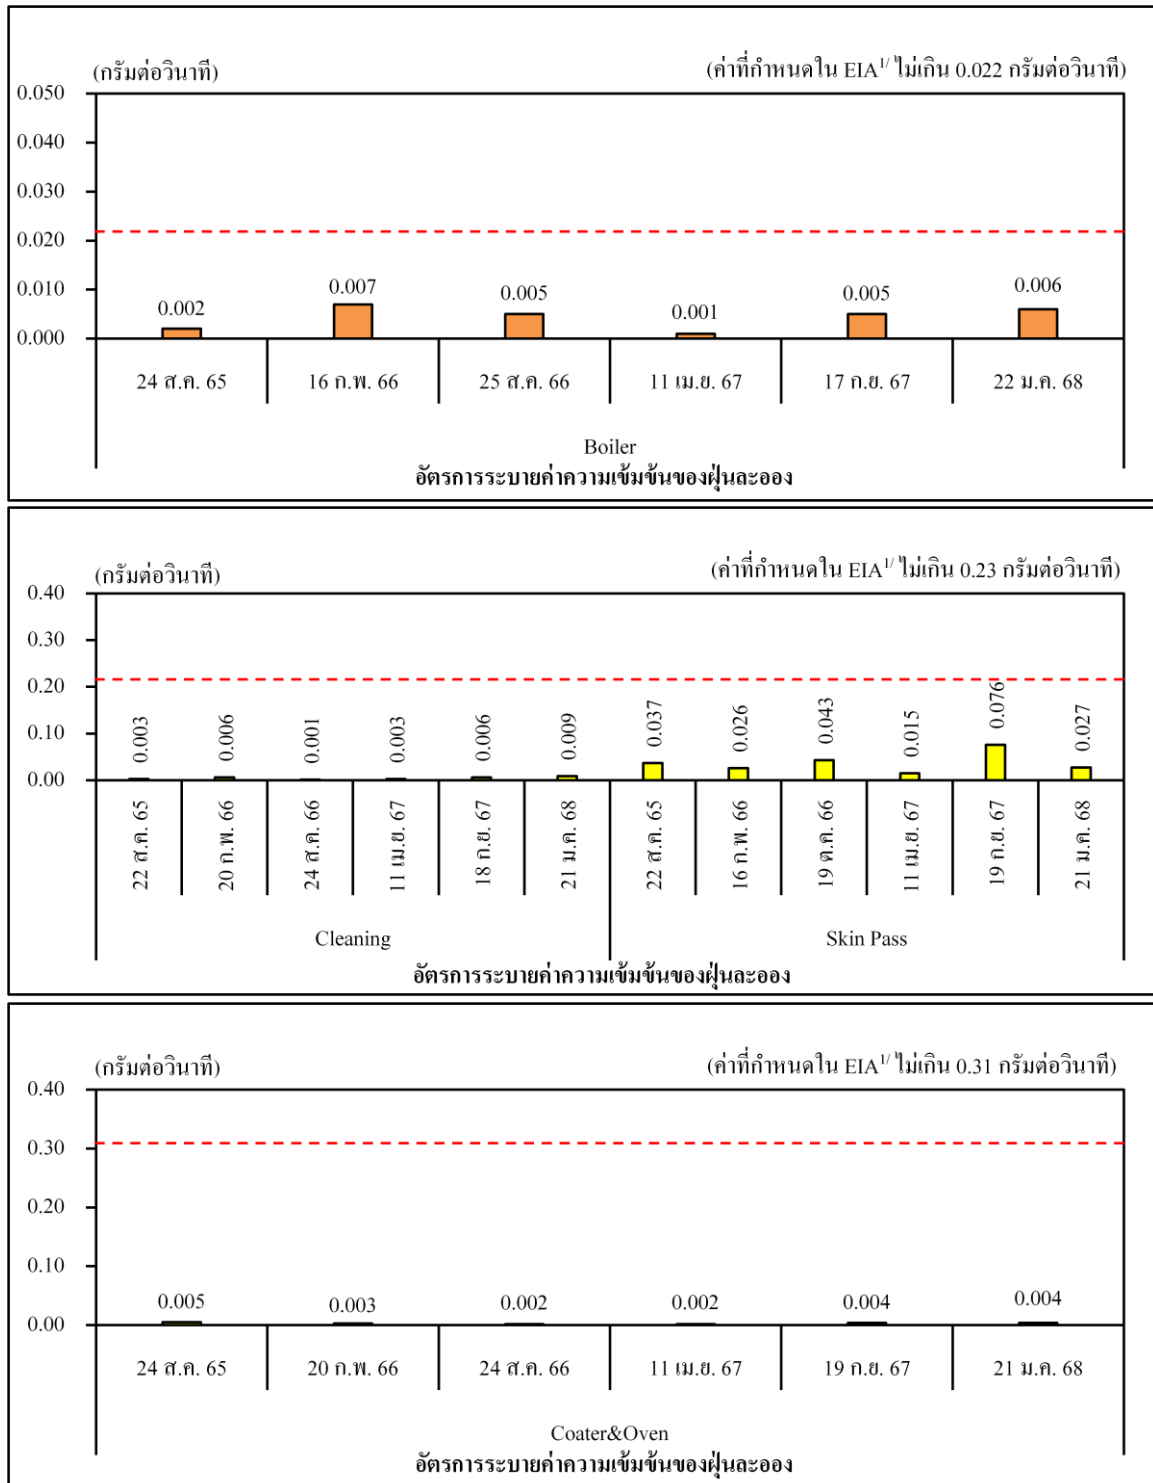 (กรัมต่อวินาที) (ค่าที่กำหนดใน EIA1/ ไม่เกิน 0.022 กรัมต่อวินาที)
0.050
0.040
0.030
0.020
0.010
0.000
0.002 0.007 0.005 0.001 0.005 0.006
24 ส.ค. 65 16 ก.พ. 66 25 ส.ค. 66 11 เม.ย. 67 17 ก.ย. 67 22 ม.ค. 68
Boiler
อัตรการระบายค่าความเข้มข้นของฝุ่นละออง
(กรัมต่อวินาที) (ค่าที่กำหนดใน EIA1/ ไม่เกิน 0.23 กรัมต่อวินาที)
0.40
0.30
0.20
0.10
0.00
0.003 0.006 0.001 0.003 0.006 0.009 0.037 0.026 0.043 0.015 0.076 0.027
22 ส.ค. 65 20 ก.พ. 66 24 ส.ค. 66 11 เม.ย. 67 18 ก.ย. 67 21 ม.ค. 68 22 ส.ค. 65 16 ก.พ. 66 19 ต.ค. 66 11 เม.ย. 67 19 ก.ย. 67 21 ม.ค. 68
Cleaning Skin Pass
อัตรการระบายค่าความเข้มข้นของฝุ่นละออง
(กรัมต่อวินาที) (ค่าที่กำหนดใน EIA1/ ไม่เกิน 0.31 กรัมต่อวินาที)
0.40
0.30
0.20
0.10
0.00
0.005 0.003 0.002 0.002 0.004 0.004
24 ส.ค. 65 20 ก.พ. 66 24 ส.ค. 66 11 เม.ย. 67 19 ก.ย. 67 21 ม.ค. 68
Coater&Oven
อัตรการระบายค่าความเข้มข้นของฝุ่นละออง